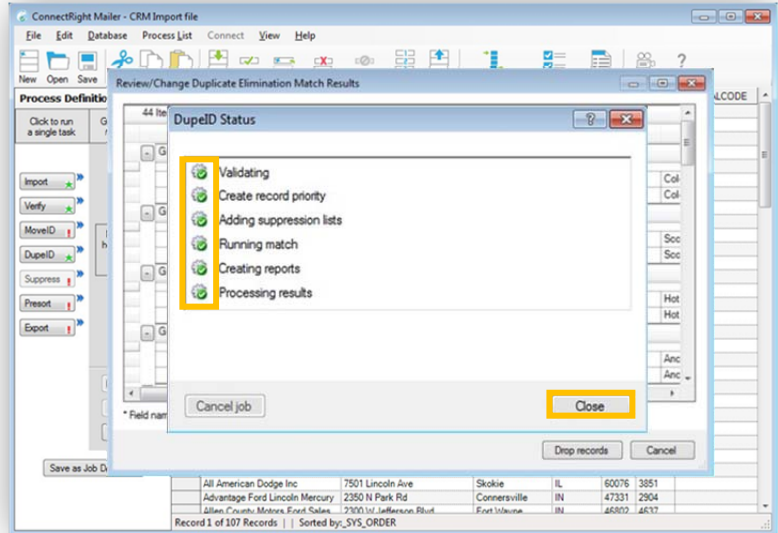 ConnectRight Mailer - CRM Import file
File Edit Database Process List Connect View Help
New Open Save
Review/Change Duplicate Elimination Match Results
Process Definitio
LCODE
Click to run
a single task
44 Ite
DupeID Status
Validating
Create record priority
Adding suppression lists
Running match
Creating reports
Processing results
Import
Verify
MoveID
DupeID
Suppress
Presort
Export
Col
Col
Sco
Sco
Hot
Hot
Anc
Anc
Cancel job
Close
* Field nam
Drop records
Cancel
Save as Job D
All American Dodge Inc 7501 Lincoln Ave Skokie IL 60076 3851
Advantage Ford Lincoln Mercury 2350 N Park Rd Connersville IN 47331 2904
Allen County Motors Ford Sales 2300 W Jefferson Blvd Fort Wayne IN 46802 4637
Record 1 of 107 Records | | Sorted by:_SYS_ORDER